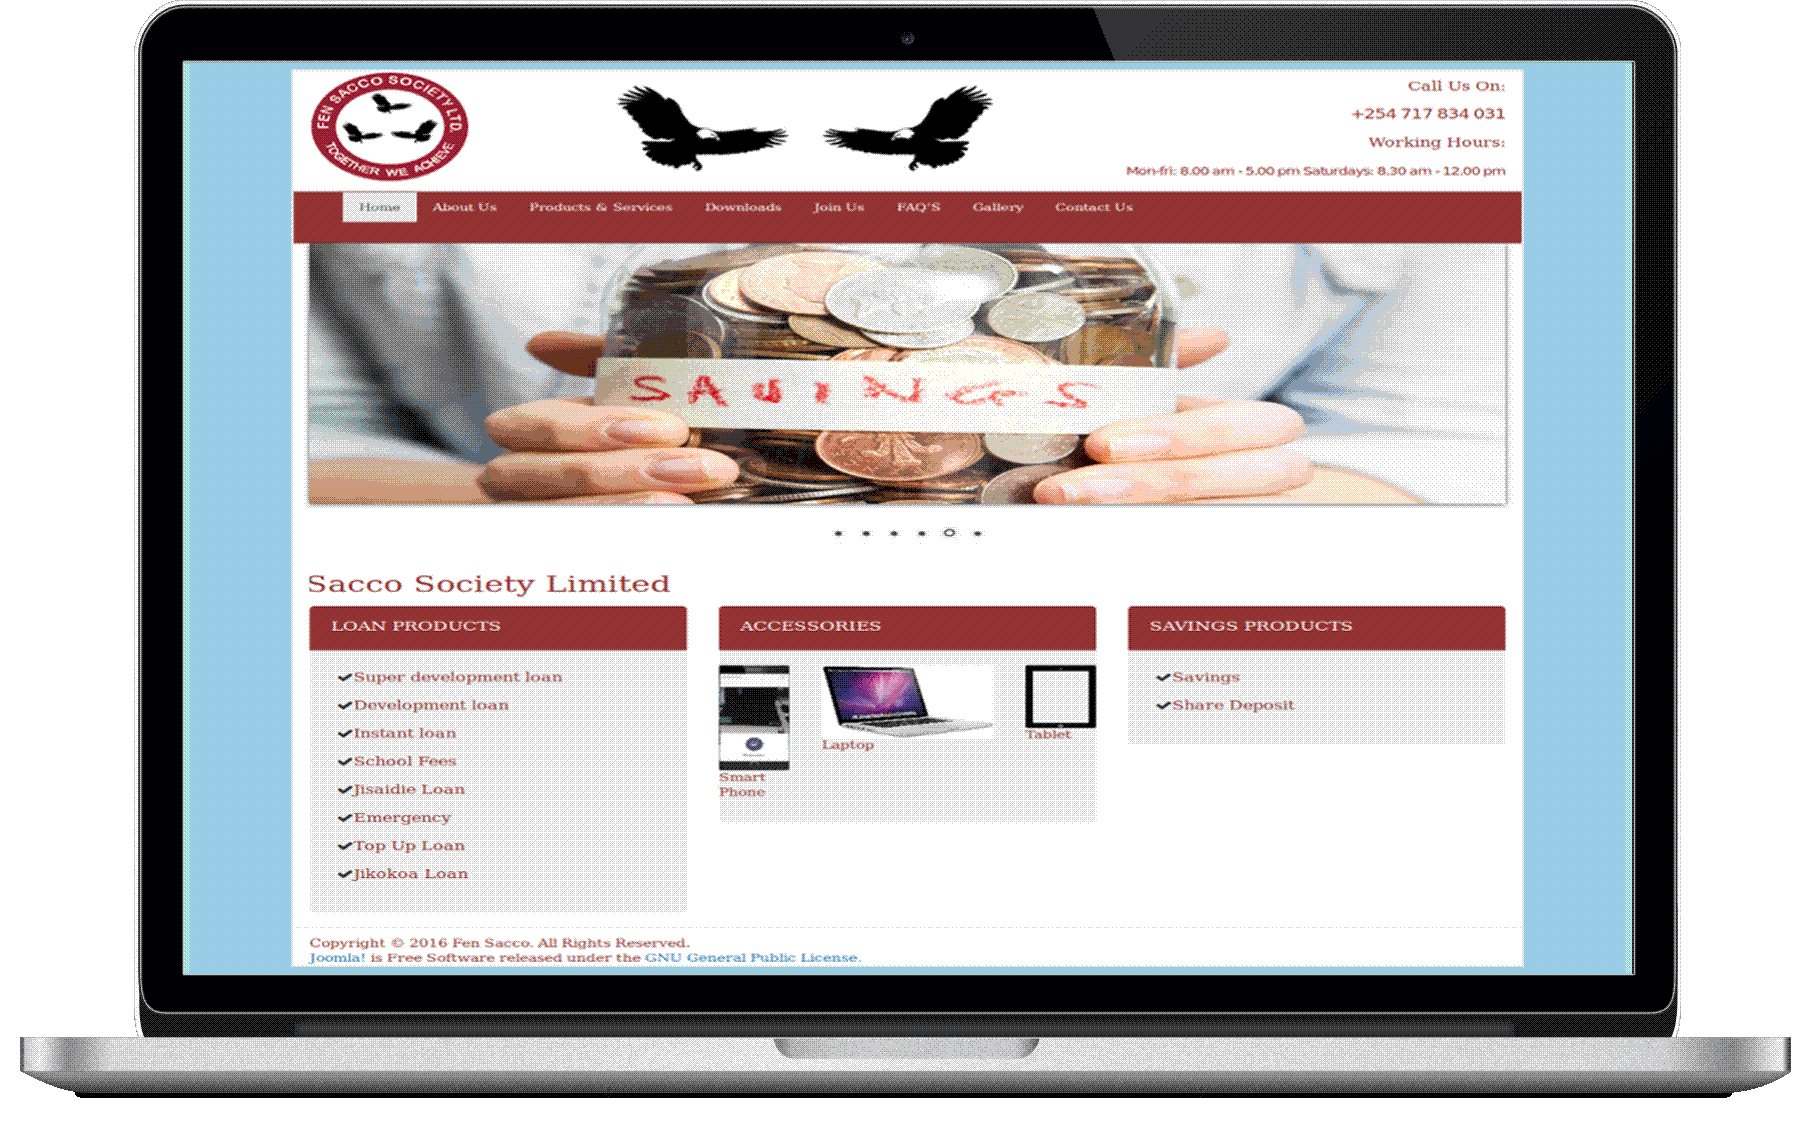 FEN SACCO SOCIETY LTD.
TOGETHER WE ACHIEVE
Call Us On:
+254 717 834 031
Working Hours:
Mon-fri: 8.00 am - 5.00 pm Saturdays: 8.30 am - 12.00 pm
Home About Us Products & Services Downloads Join Us FAQ'S Gallery Contact Us
SAVINGS
Sacco Society Limited
LOAN PRODUCTS
Super development loan
Development loan
Instant loan
School Fees
Jisaidie Loan
Emergency
Top Up Loan
Jikokoa Loan
ACCESSORIES
Smart
Phone
Laptop
Tablet
SAVINGS PRODUCTS
Savings
Share Deposit
Copyright © 2016 Fen Sacco. All Rights Reserved.
Joomla! is Free Software released under the GNU General Public License.